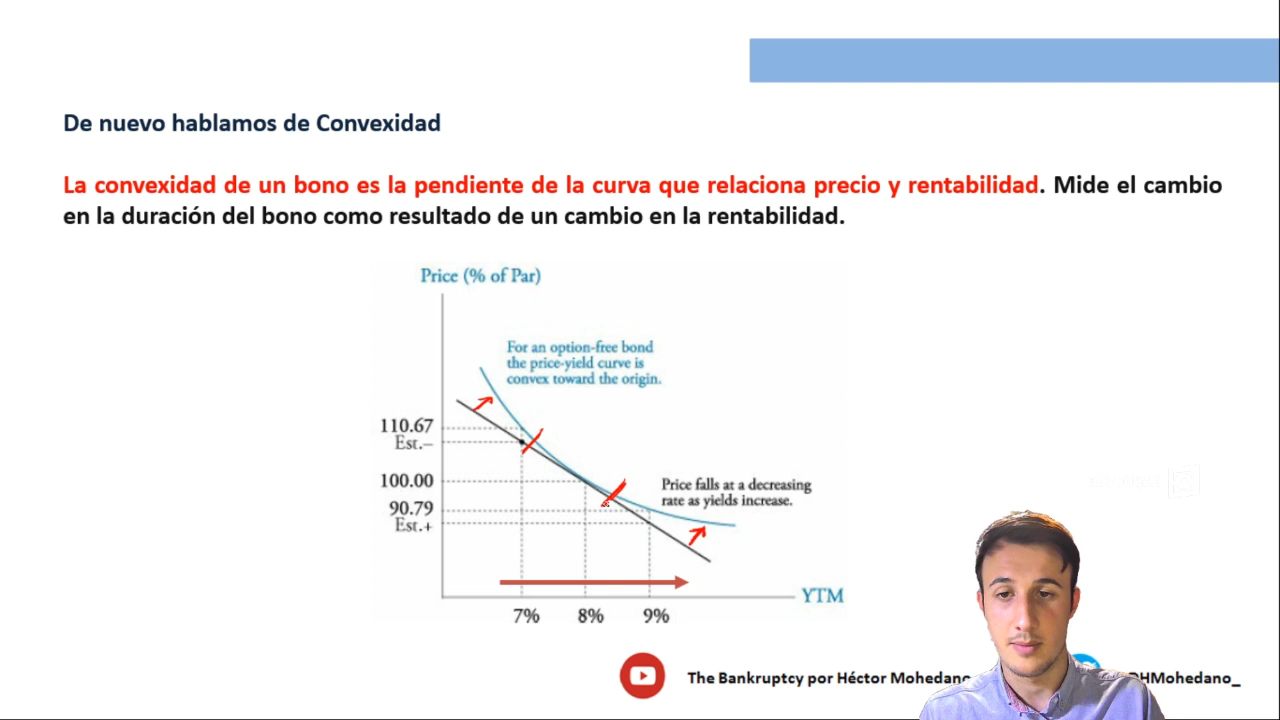 De nuevo hablamos de Convexidad
La convexidad de un bono es la pendiente de la curva que relaciona precio y rentabilidad. Mide el cambio
en la duración del bono como resultado de un cambio en la rentabilidad.
Price (% of Par)
For an option-free bond
the price-yield curve is
convex toward the origin.
110.67
Est.–
100.00
Price falls at a decreasing
rate as yields increase.
90.79
Est.+
YTM
7% 8% 9%
The Bankruptcy por Héctor Mohedano
HMohedano_